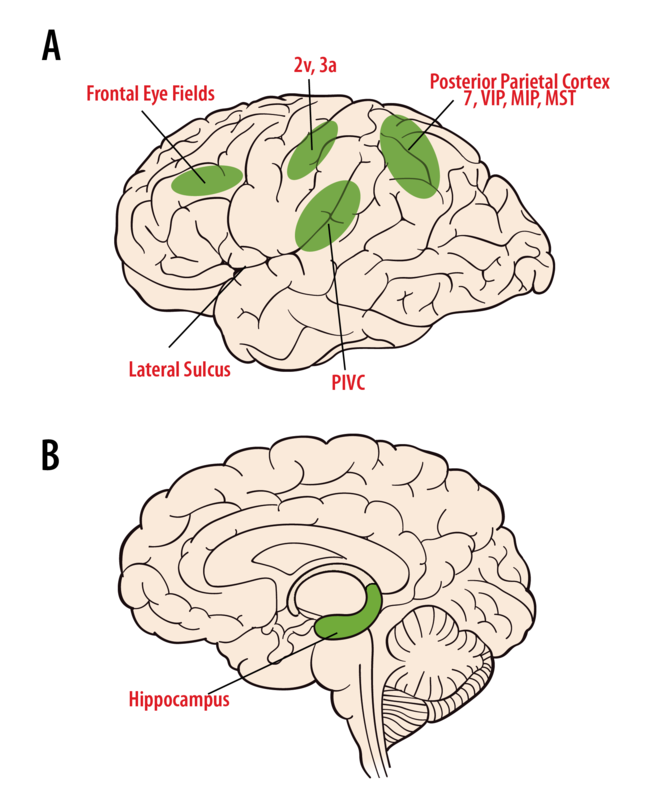 A
2v, 3a
Posterior Parietal Cortex
7, VIP, MIP, MST
Frontal Eye Fields
Lateral Sulcus
PIVC
B
Hippocampus